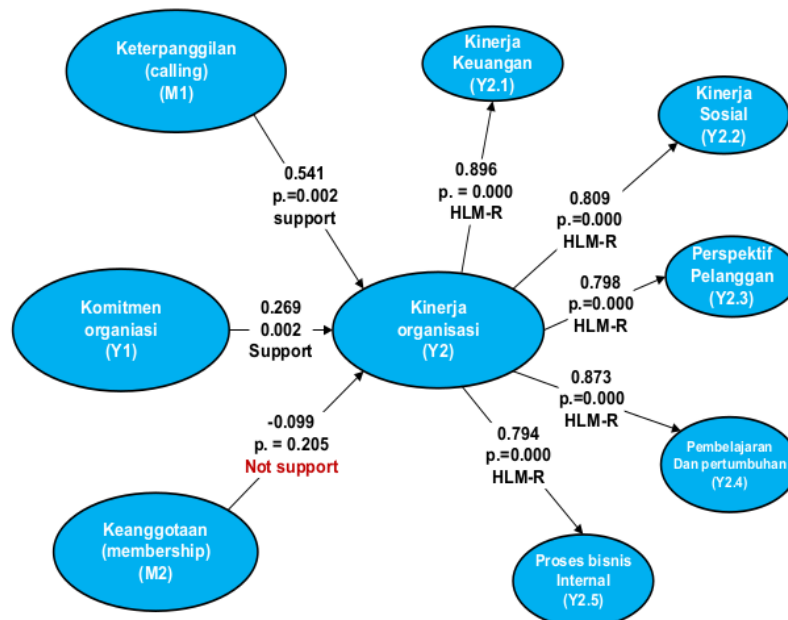 Keterpanggilan
(calling)
(M1)
Kinerja
Keuangan
(Y2.1)
Kinerja
Sosial
(Y2.2)
0.541
p.=0.002
support
0.896
p. = 0.000
HLM-R
0.809
p.=0.000
HLM-R
Komitmen
organiasi
(Y1)
0.269
0.002
Support
Kinerja
organisasi
(Y2)
0.798
p.=0.000
HLM-R
Perspektif
Pelanggan
(Y2.3)
-0.099
p. = 0.205
Not support
0.794
p.=0.000
HLM-R
0.873
p.=0.000
HLM-R
Pembelajaran
Dan pertumbuhan
(Y2.4)
Keanggotaan
(membership)
(M2)
Proses bisnis
Internal
(Y2.5)